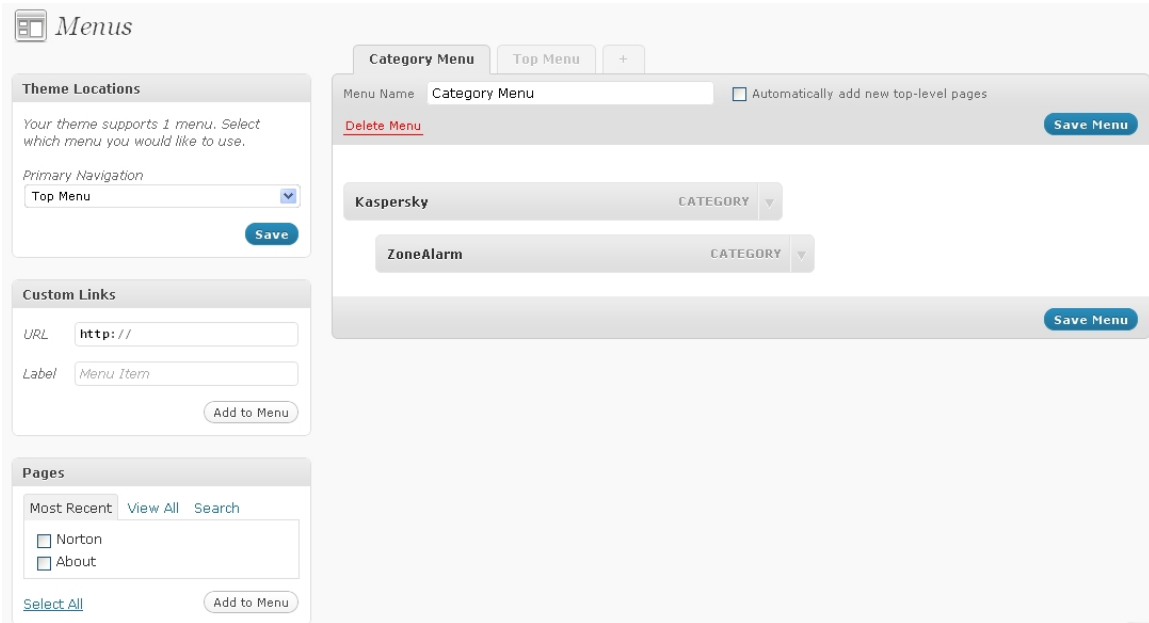 Menus
Category Menu
Top Menu
+
Theme Locations
Your theme supports 1 menu. Select
which menu you would like to use.
Primary Navigation
Top Menu
Save
Custom Links
URL http://
Label Menu Item
Add to Menu
Pages
Most Recent View All Search
Norton
About
Select All Add to Menu
Menu Name Category Menu Automatically add new top-level pages
Delete Menu Save Menu
Kaspersky CATEGORY
ZoneAlarm CATEGORY
Save Menu